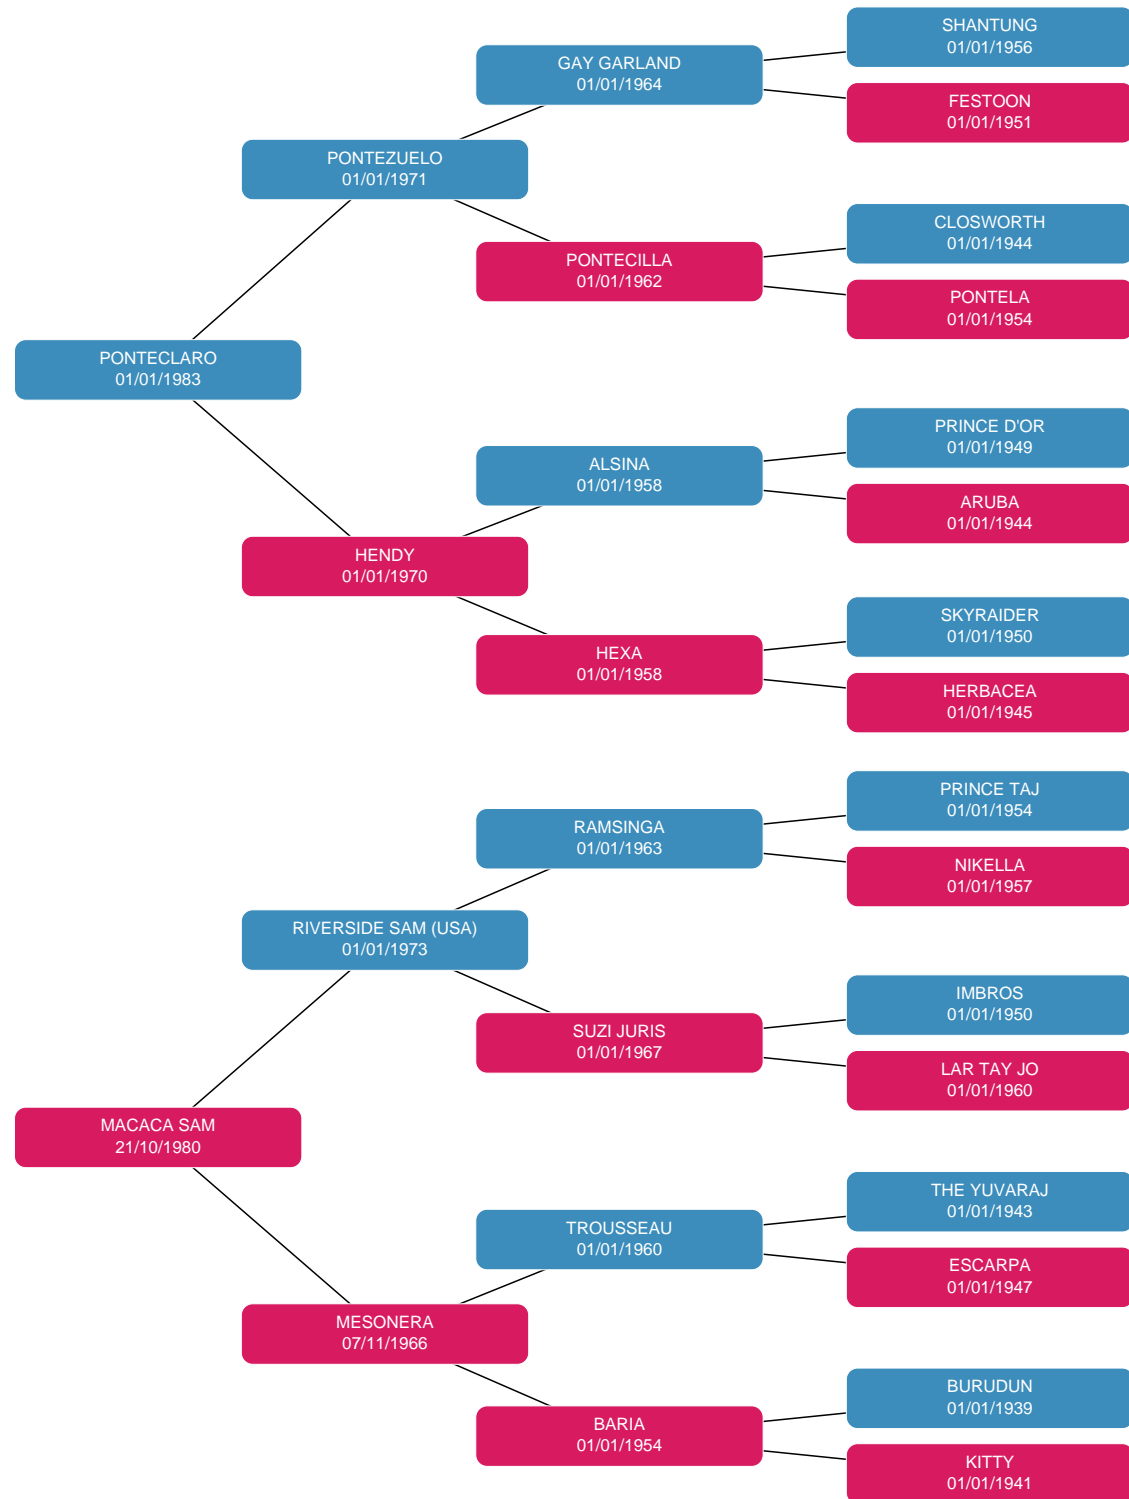 SHANTUNG
01/01/1956
GAY GARLAND
01/01/1964
FESTOON
01/01/1951
PONTEZUELO
01/01/1971
CLOSWORTH
01/01/1944
PONTECILLA
01/01/1962
PONTELA
01/01/1954
PONTECLARO
01/01/1983
PRINCE D'OR
01/01/1949
ALSINA
01/01/1958
ARUBA
01/01/1944
HENDY
01/01/1970
SKYRAIDER
01/01/1950
HEXA
01/01/1958
HERBACEA
01/01/1945
PRINCE TAJ
01/01/1954
RAMSINGA
01/01/1963
NIKELLA
01/01/1957
RIVERSIDE SAM (USA)
01/01/1973
IMBROS
01/01/1950
SUZI JURIS
01/01/1967
LAR TAY JO
01/01/1960
MACACA SAM
21/10/1980
THE YUVARAJ
01/01/1943
TROUSSEAU
01/01/1960
ESCARPA
01/01/1947
MESONERA
07/11/1966
BURUDUN
01/01/1939
BARIA
01/01/1954
KITTY
01/01/1941